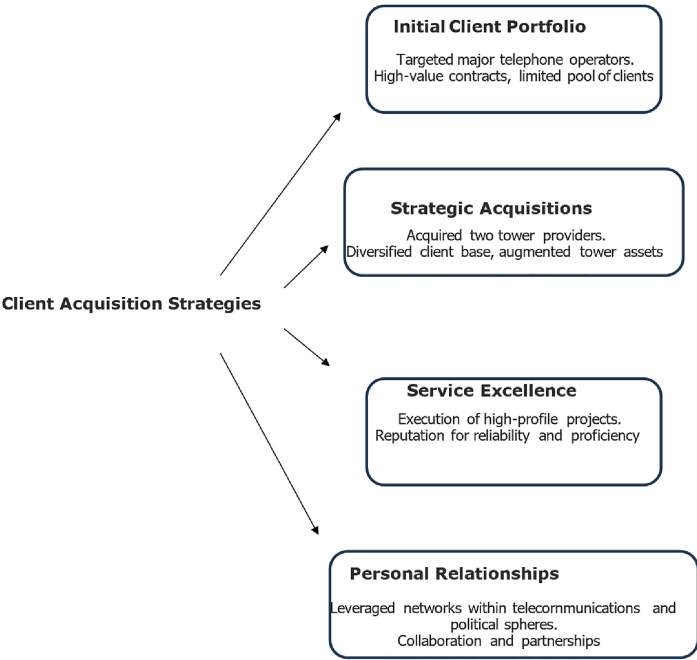 Initial Client Portfolio
Targeted major telephone operators.
High-value contracts, limited pool of clients
Strategic Acquisitions
Acquired two tower providers.
Diversified client base, augmented tower assets
Client Acquisition Strategies
Service Excellence
Execution of high-profile projects.
Reputation for reliability and proficiency
Personal Relationships
Leveraged networks within telecornmunications and
political spheres.
Collaboration and partnerships